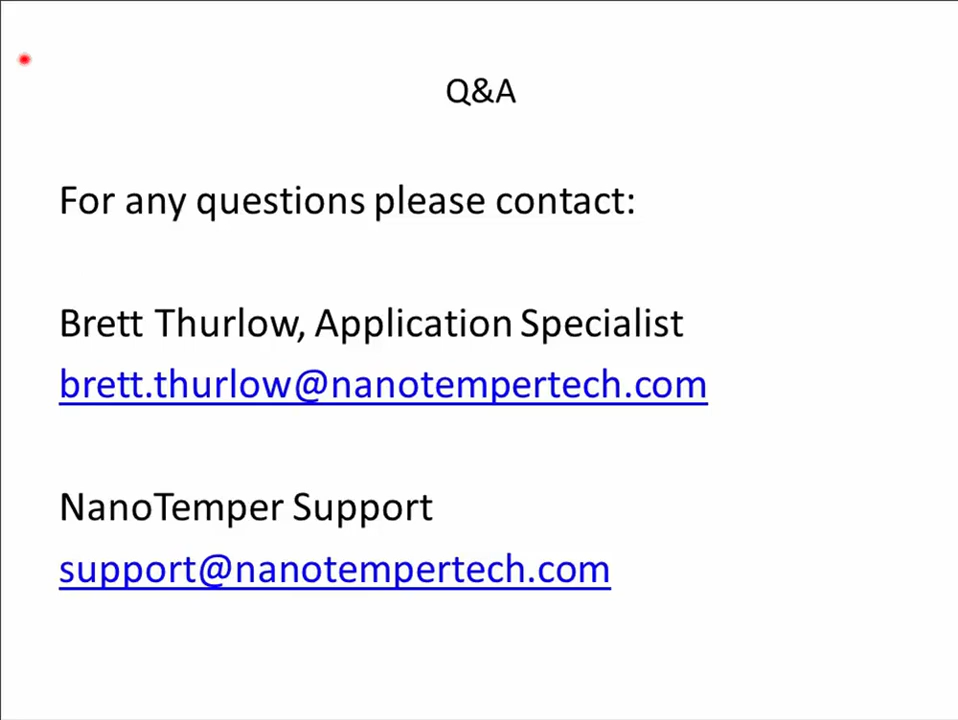 Q&A
For any questions please contact:
Brett Thurlow, Application Specialist
brett.thurlow@nanotempertech.com
NanoTemper Support
support@nanotempertech.com